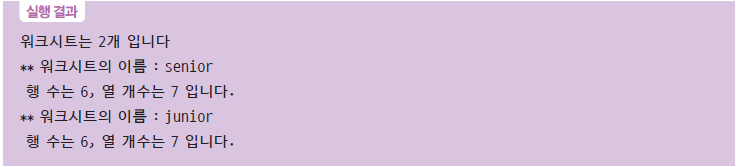 실행 결과
워크시트는 2개 입니다
** 워크시트의 이름 : senior
행 수는 6, 열 개수는 7 입니다.
** 워크시트의 이름 : junior
행 수는 6, 열 개수는 7 입니다.